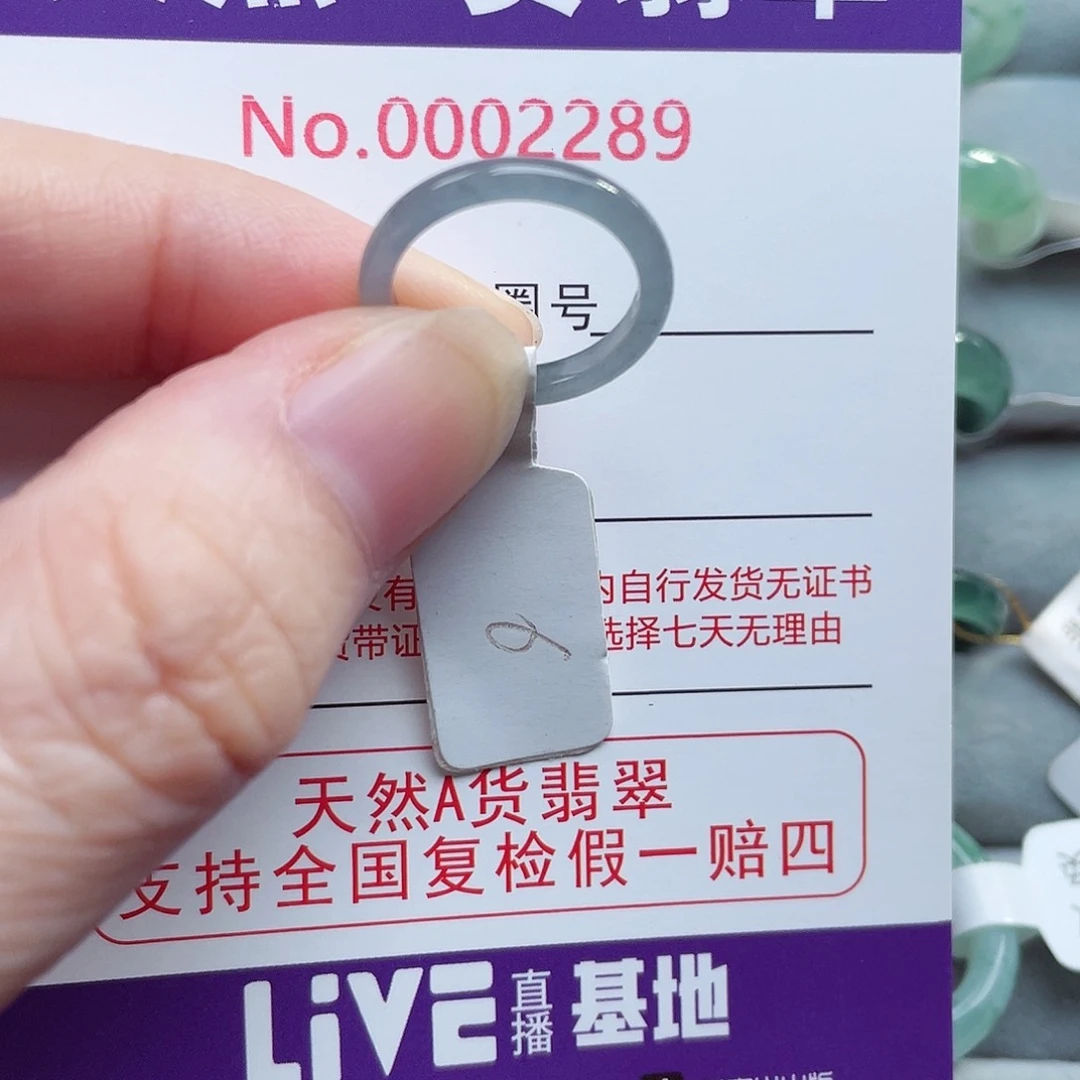 No.0002289
圈号
有
内自行发货无证书
货带证
选择七天无理由
9
天然A货翡翠
支持全国复检假一赔四
LiVE直播基地